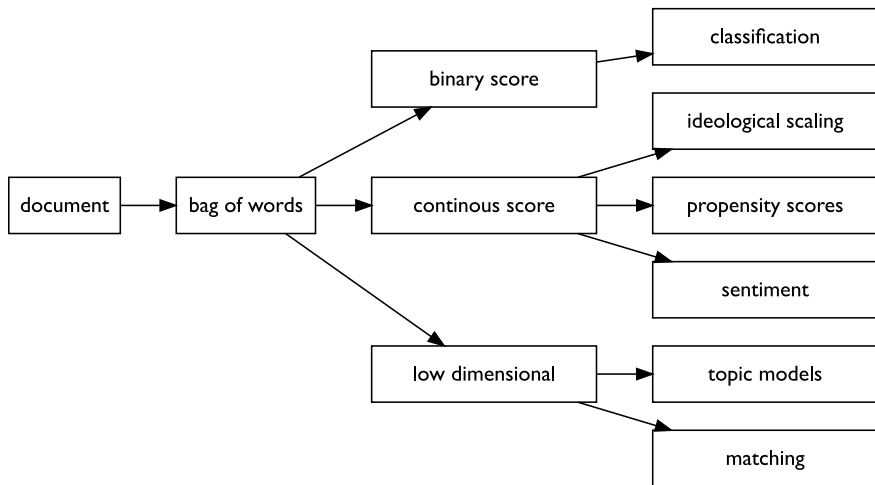 document
bag of words
binary score
continous score
low dimensional
classification
ideological scaling
propensity scores
sentiment
topic models
matching